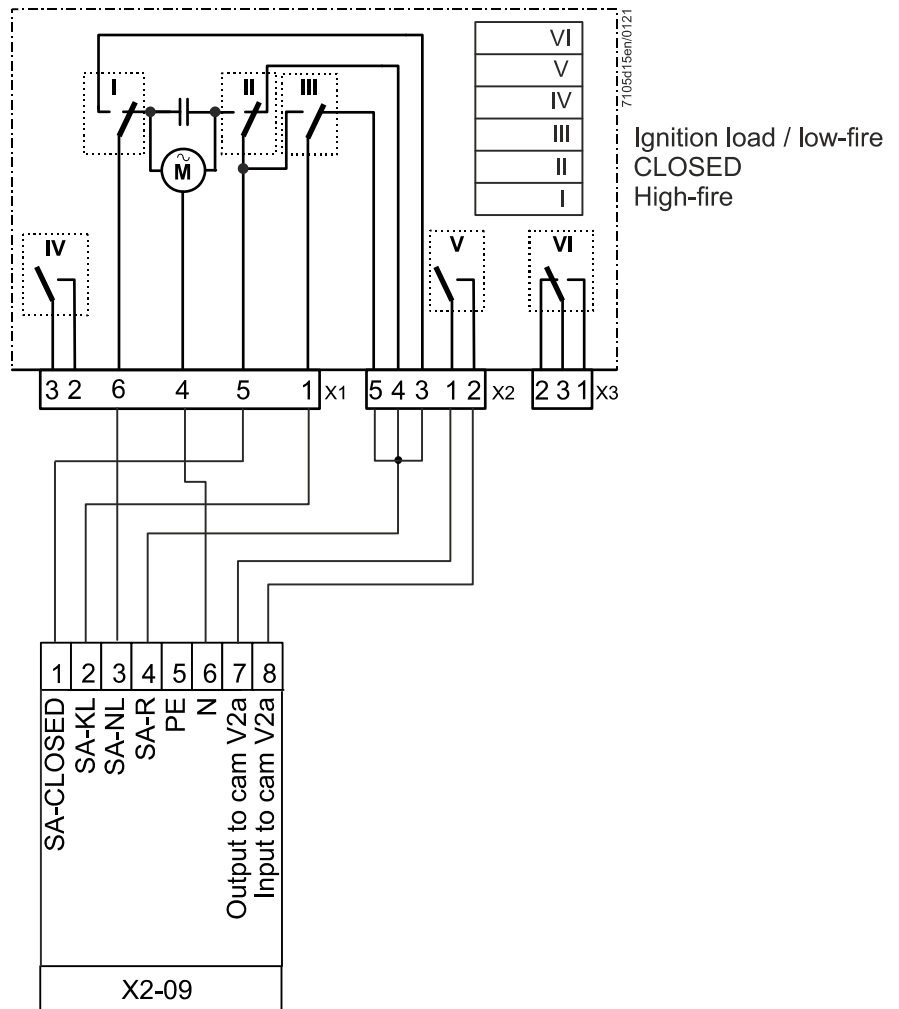 VI
V
IV
III
II
I
7105d15en/0121
Ignition load / low-fire
CLOSED
High-fire
I
II
III
M
~
IV
V
VI
3 2 6 4 5 1 X1
5 4 3 1 2 X2
2 3 1 X3
1 2 3 4 5 6 7 8
SA-CLOSED
SA-KL
SA-NL
SA-R
PE
N
Output to cam V2a
Input to cam V2a
X2-09